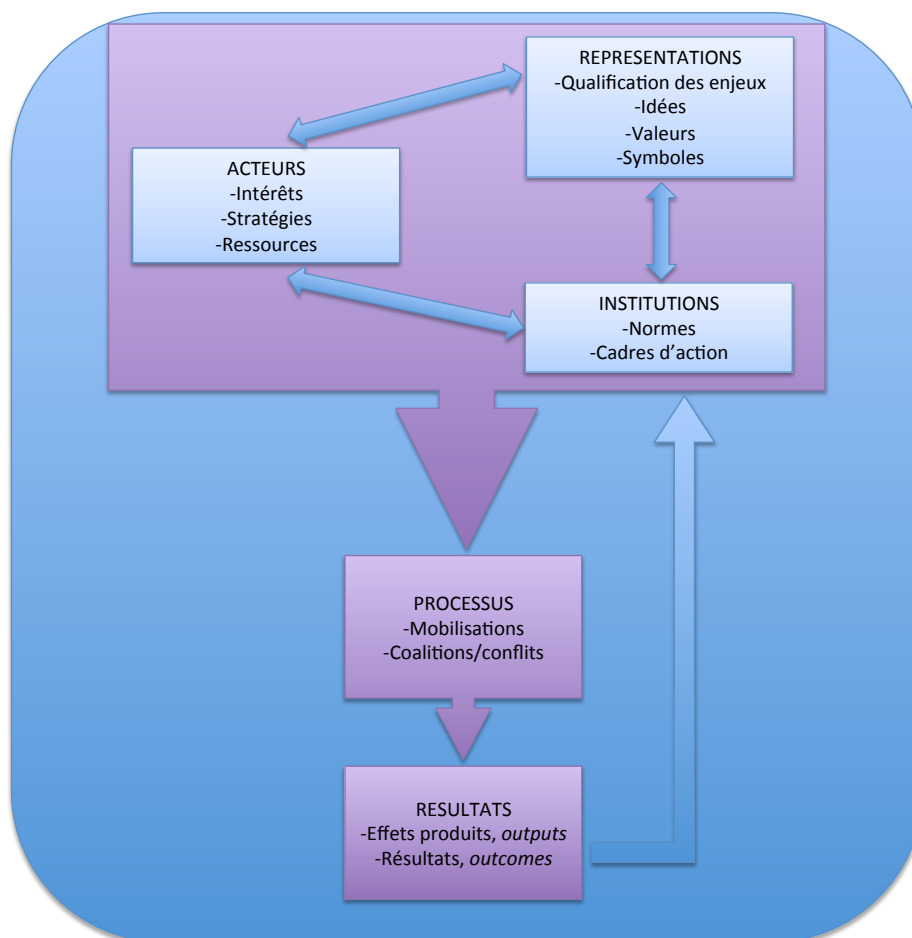 REPRESENTATIONS
-Qualification des enjeux
-Idées
-Valeurs
-Symboles
ACTEURS
-Intérêts
-Stratégies
-Ressources
INSTITUTIONS
-Normes
-Cadres d’action
PROCESSUS
-Mobilisations
-Coalitions/conflits
RESULTATS
-Effets produits, outputs
-Résultats, outcomes